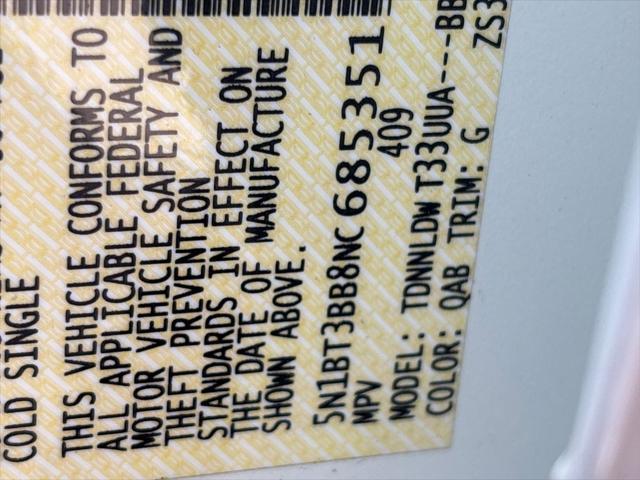 COLD SINGLE
THIS VEHICLE CONFORMS TO
ALL APPLICABLE FEDERAL
MOTOR VEHICLE SAFETY AND
THEFT PREVENTION
STANDARDS IN EFFECT ON
THE DATE OF MANUFACTURE
SHOWN ABOVE.
5N1BT3BB8NC685351
MPV 409
MODEL: TDNNLDW T33UUA---BB
COLOR: QAB TRIM: G ZS3